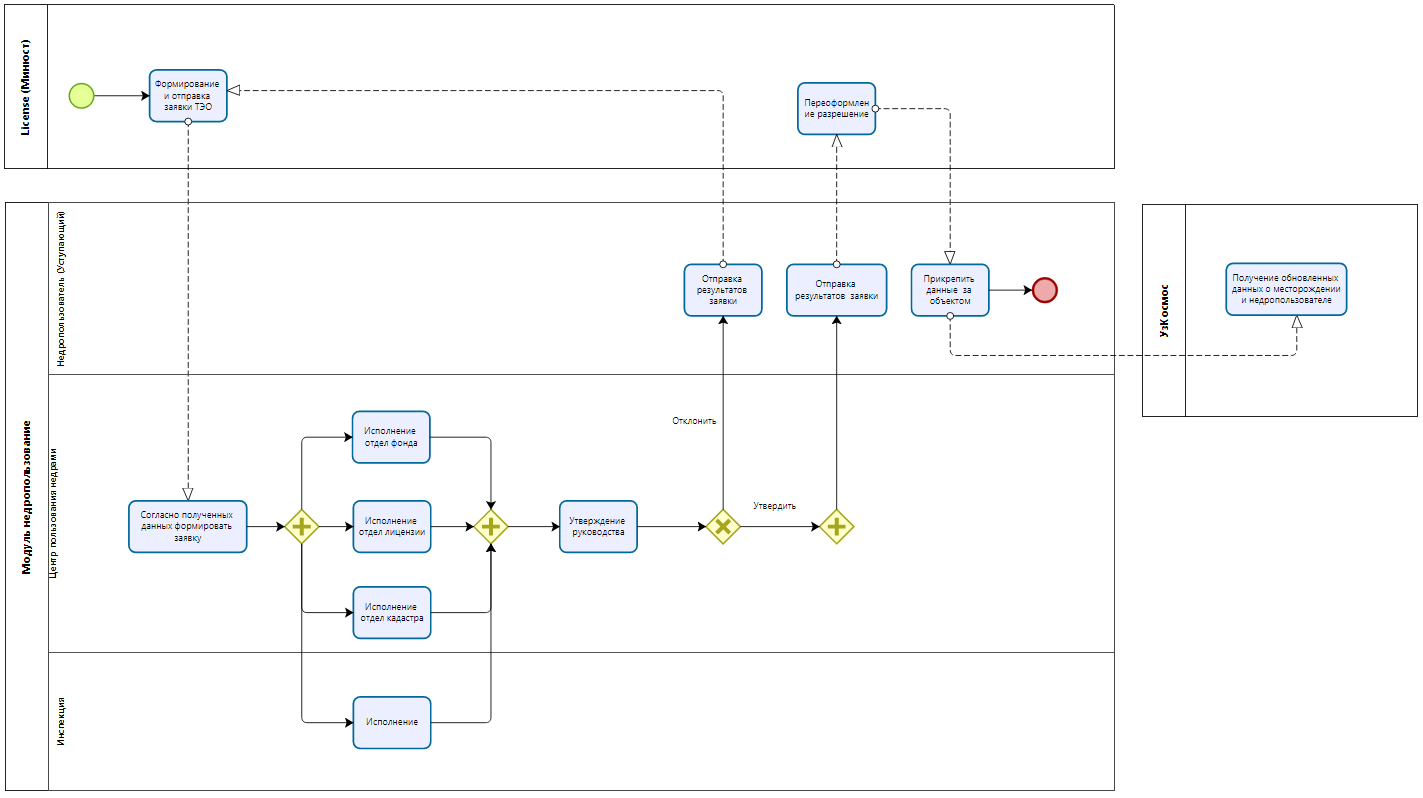 License (Минюст)
Формирование
и отправка
заявки ТЭО
Переоформлен
ие разрешение
Модуль недропользование
Недропользователь (Уступающий)
Отправка
результатов
заявки
Отправка
результатов заявки
Прикрепить
данные за
объектом
УзКосмос
Получение обновленных
данных о месторождении
и недропользователе
Центр пользования недрами
Отклонить
Исполнение
отдел фонда
Согласно полученных
данных формировать
заявку
Исполнение
отдел лицензии
Утверждение
руководства
Утвердить
Исполнение
отдел кадастра
Инспекция
Исполнение